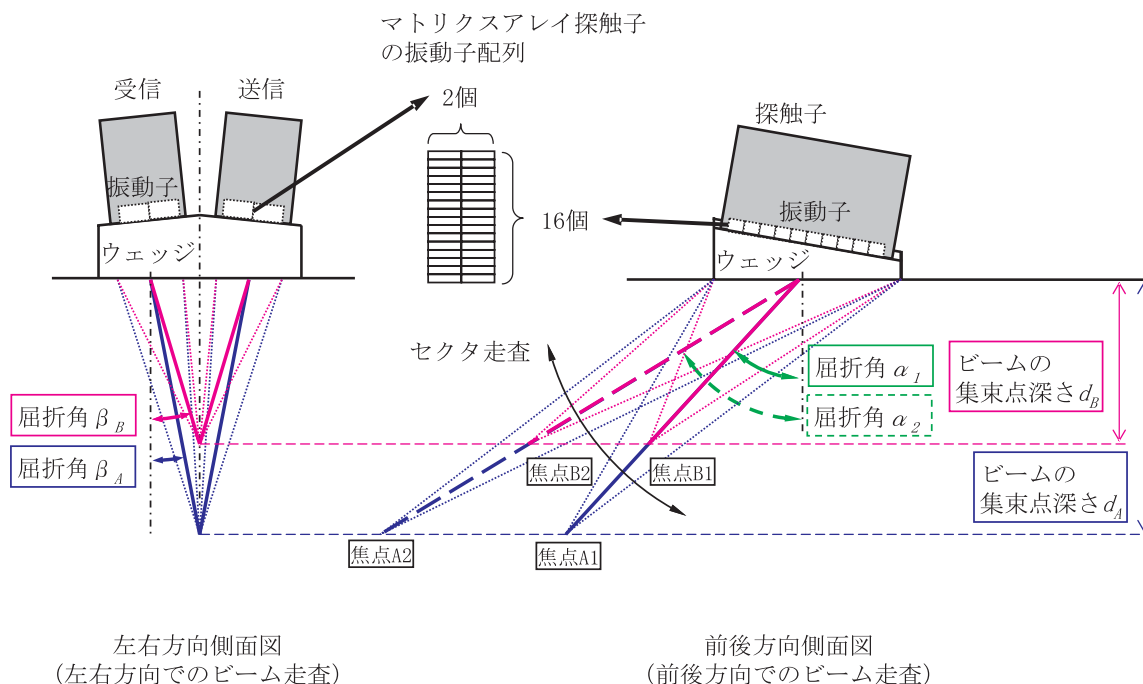 マトリクスアレイ探触子
の振動子配列
受信
送信
2個
振動子
ウェッジ
16個
探触子
振動子
ウェッジ
セクタ走査
屈折角 α1
屈折角 α2
ビームの
集束点深さdB
屈折角 βB
屈折角 βA
焦点B2
焦点B1
ビームの
集束点深さdA
焦点A2
焦点A1
左右方向側面図
(左右方向でのビーム走査)
前後方向側面図
(前後方向でのビーム走査)